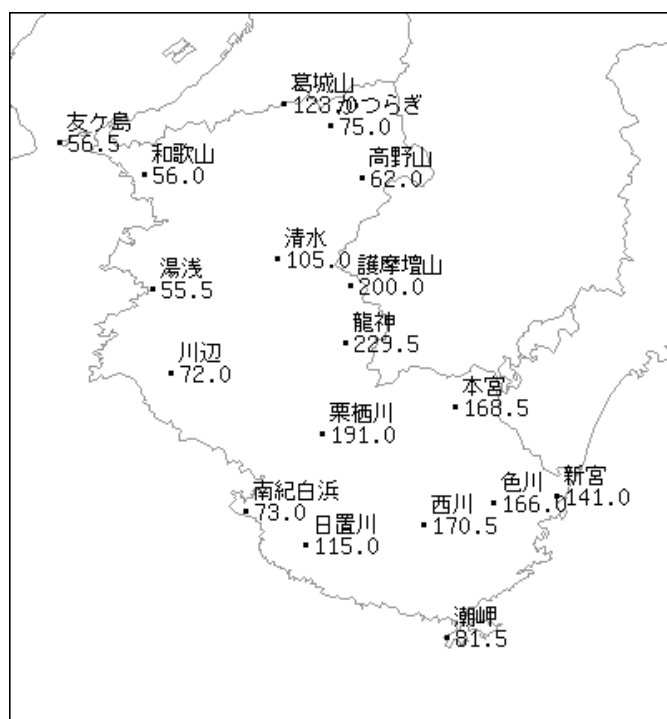 葛城山
123.0
かつらぎ
75.0
友ケ島
56.5
和歌山
56.0
高野山
62.0
清水
105.0
護摩壇山
200.0
湯浅
55.5
龍神
229.5
川辺
72.0
本宮
168.5
栗栖川
191.0
新宮
141.0
色川
166.0
南紀白浜
73.0
西川
170.5
日置川
115.0
潮岬
81.5